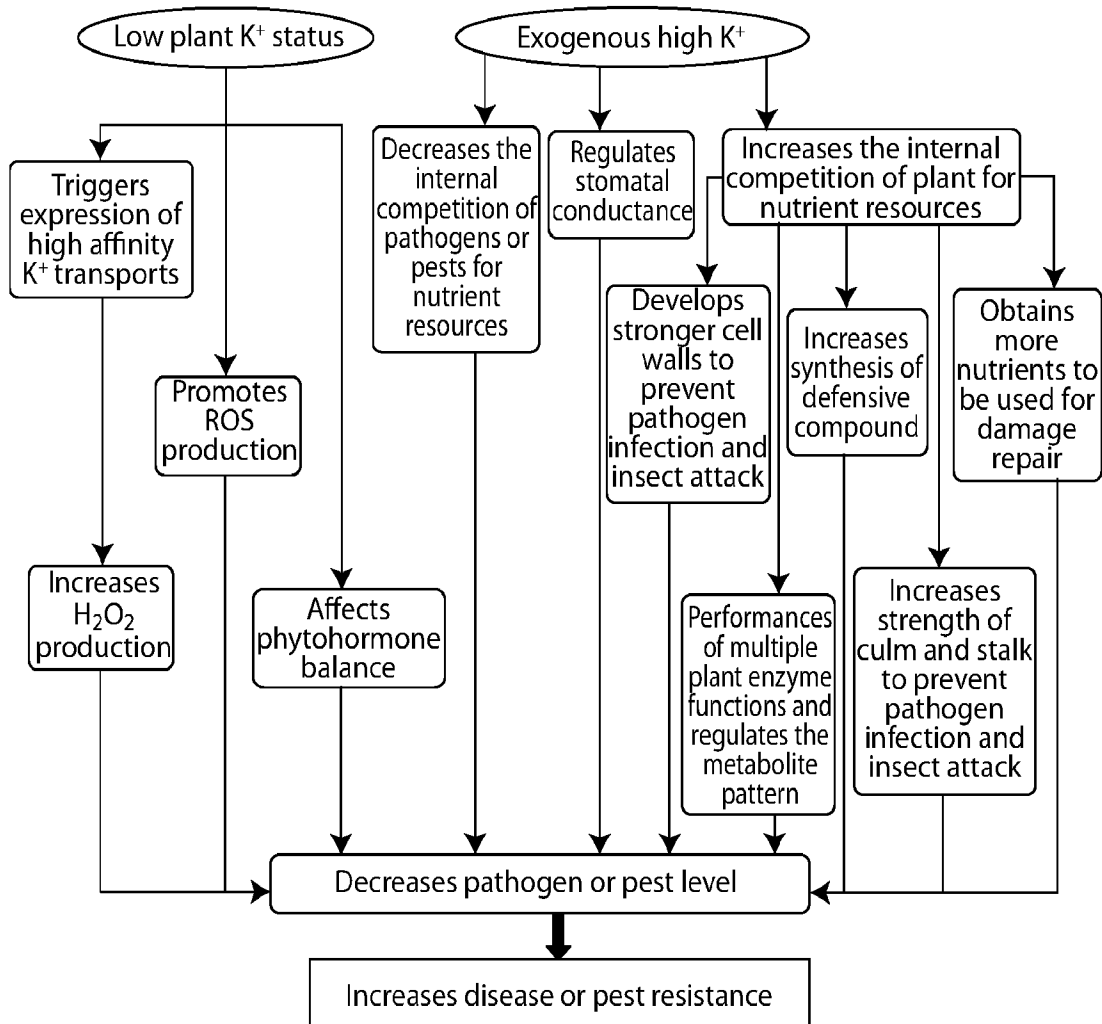 Low plant K⁺ status
Exogenous high K⁺
Triggers
expression of
high affinity
K⁺ transports
Decreases the
internal
competition of
pathogens or
pests for
nutrient
resources
Regulates
stomatal
conductance
Increases the internal
competition of plant for
nutrient resources
Develops
stronger cell
walls to
prevent
pathogen
infection and
insect attack
Increases
synthesis of
defensive
compound
Obtains
more
nutrients to
be used for
damage
repair
Promotes
ROS
production
Increases
H₂O₂
production
Affects
phytohormone
balance
Performances
of multiple
plant enzyme
functions and
regulates the
metabolite
pattern
Increases
strength of
culm and stalk
to prevent
pathogen
infection and
insect attack
Decreases pathogen or pest level
Increases disease or pest resistance